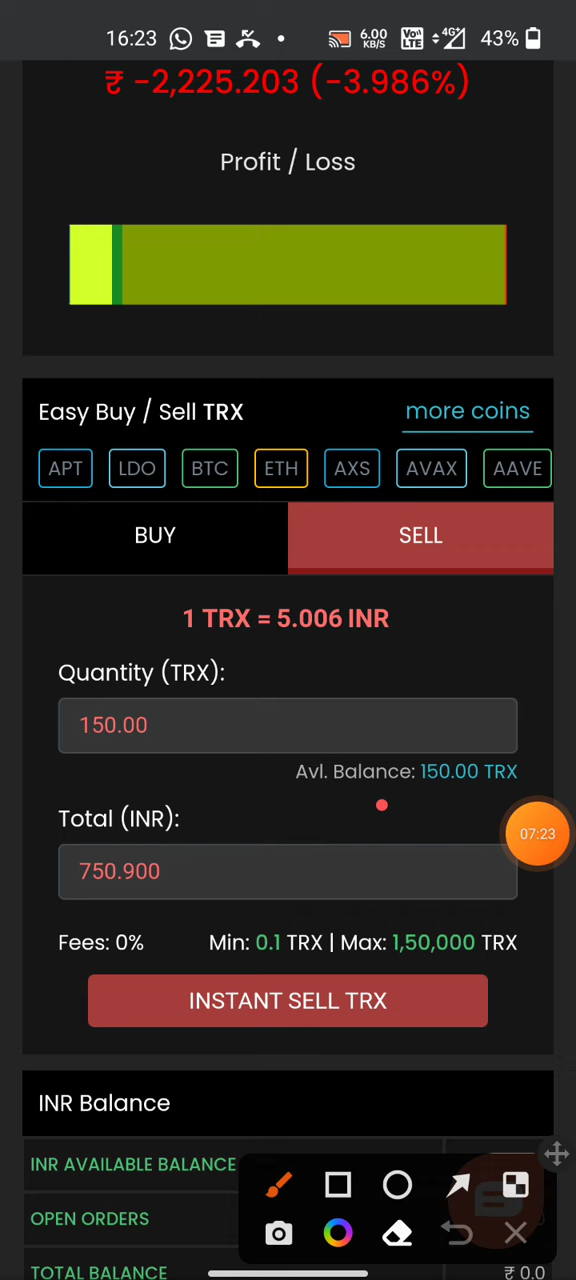 16:23 6.00 KB/S VoD LTE 4G+ 43%
₹ -2,225.203 (-3.986%)
Profit / Loss
Easy Buy / Sell TRX more coins
APT LDO BTC ETH AXS AVAX AAVE
BUY SELL
1 TRX = 5.006 INR
Quantity (TRX):
150.00
Avl. Balance: 150.00 TRX
Total (INR):
07:23
750.900
Fees: 0% Min: 0.1 TRX | Max: 1,50,000 TRX
INSTANT SELL TRX
INR Balance
INR AVAILABLE BALANCE
OPEN ORDERS
TOTAL BALANCE ₹ 0.0